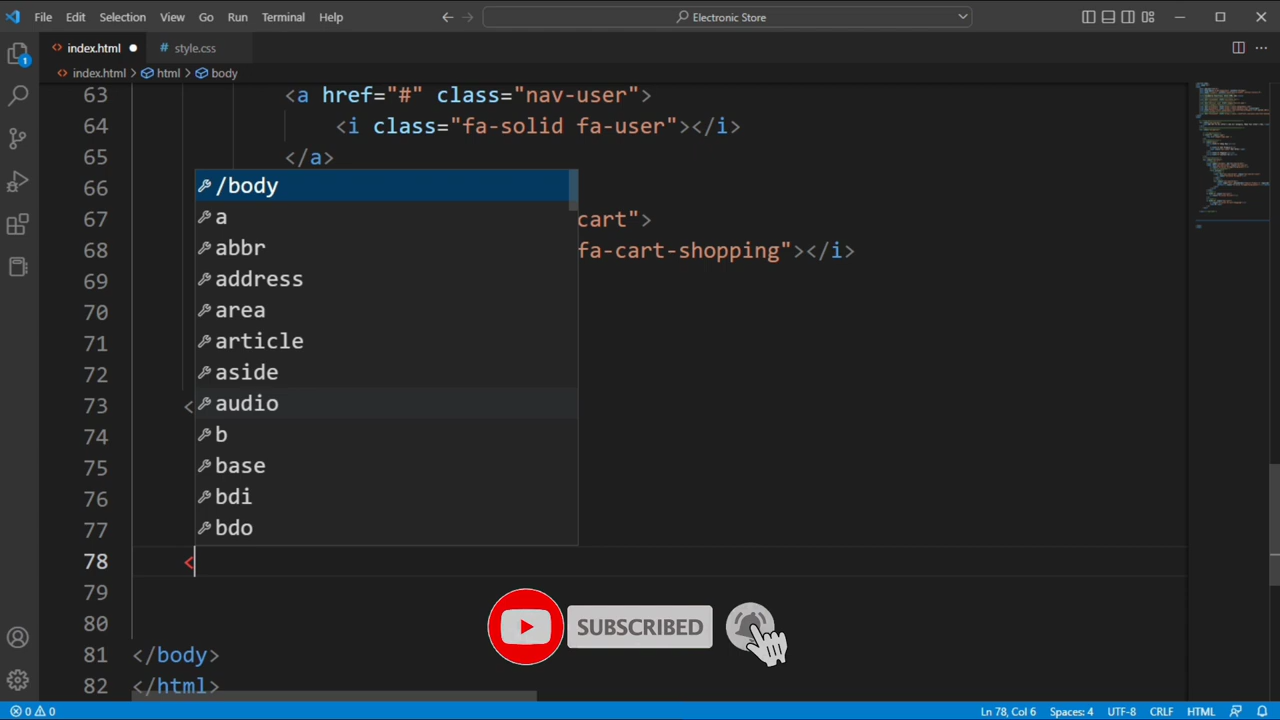 File Edit Selection View Go Run Terminal Help Electronic Store
index.html style.css
index.html html body
63 <a href="#" class="nav-user">
64 <i class="fa-solid fa-user"></i>
65 </a>
66 /body
67 a cart">
68 abbr fa-cart-shopping"></i>
69 address
70 area
71 article
72 aside
73 < audio
74 b
75 base
76 bdi
77 bdo
78 <
79
80
SUBSCRIBED
81 </body>
82 </html>
0 0 Ln 78, Col 6 Spaces: 4 UTF-8 CRLF HTML